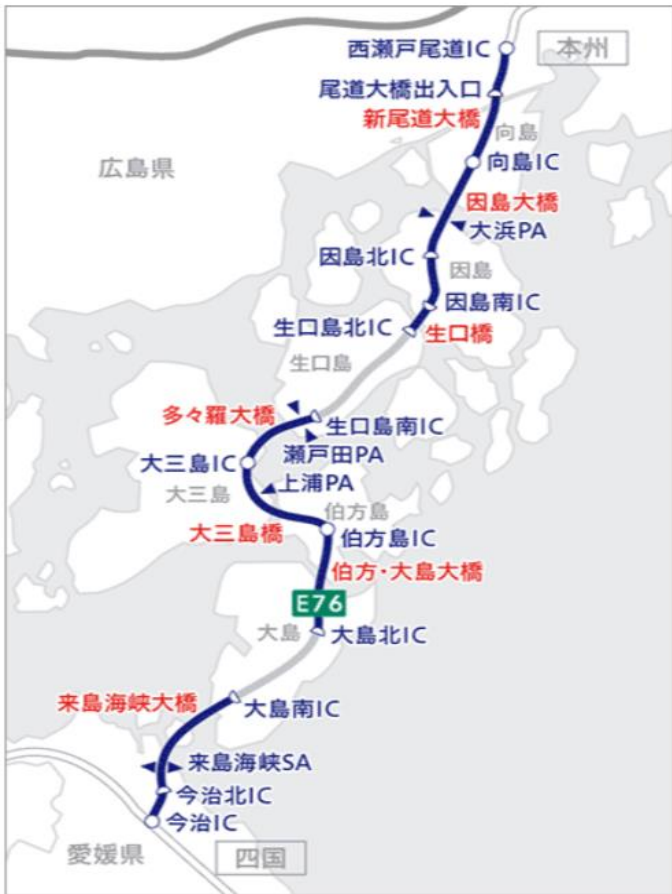 西瀬戸尾道IC
本州
尾道大橋出入口
新尾道大橋
向島
広島県
向島IC
因島大橋
大浜PA
因島北IC
因島
因島南IC
生口島北IC
生口橋
生口島
多々羅大橋
生口島南IC
瀬戸田PA
大三島IC
上浦PA
大三島
伯方島
大三島橋
伯方島IC
伯方・大島大橋
E76
大島
大島北IC
来島海峡大橋
大島南IC
来島海峡SA
今治北IC
今治IC
愛媛県
四国